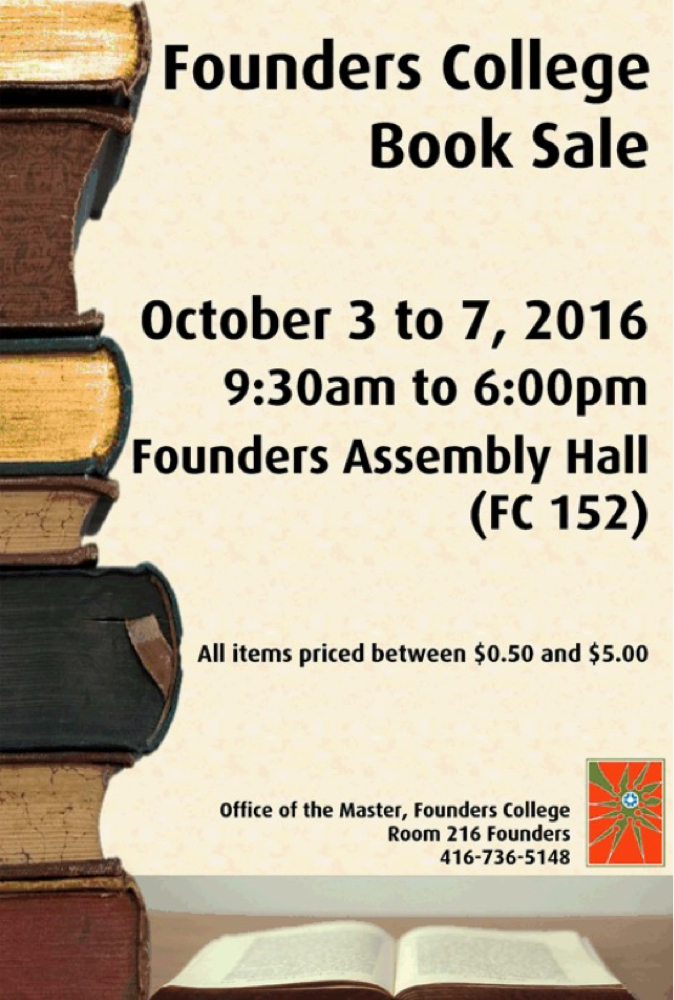 Founders College
Book Sale
October 3 to 7, 2016
9:30am to 6:00pm
Founders Assembly Hall
(FC 152)
All items priced between $0.50 and $5.00
Office of the Master, Founders College
Room 216 Founders
416-736-5148